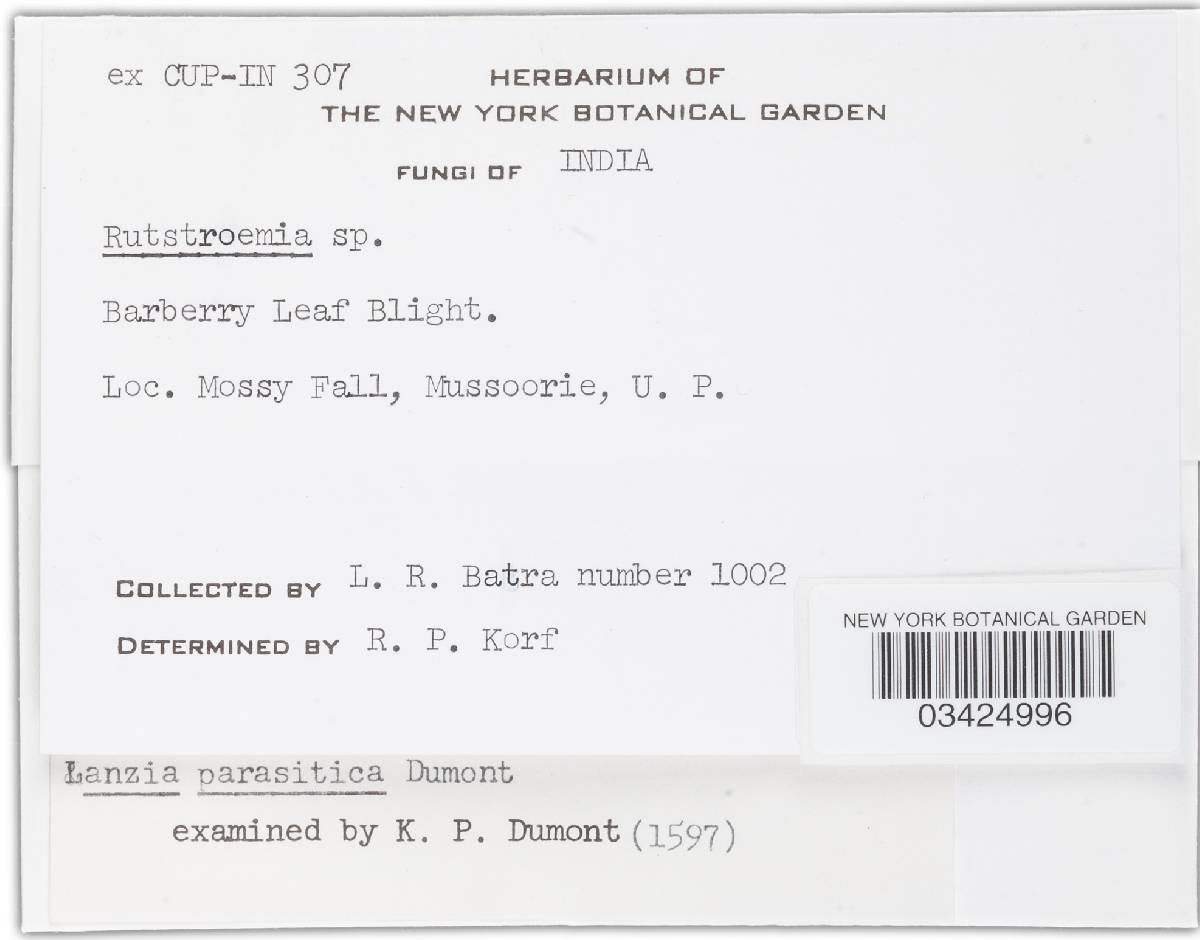 ex CUP-IN 307
HERBARIUM OF
THE NEW YORK BOTANICAL GARDEN
FUNGI OF INDIA
Rutstroemia sp.
Barberry Leaf Blight.
Loc. Mossy Fall, Mussoorie, U. P.
COLLECTED BY L. R. Batra number 1002
DETERMINED BY R. P. Korf
NEW YORK BOTANICAL GARDEN
03424996
Lanzia parasitica Dumont
examined by K. P. Dumont (1597)